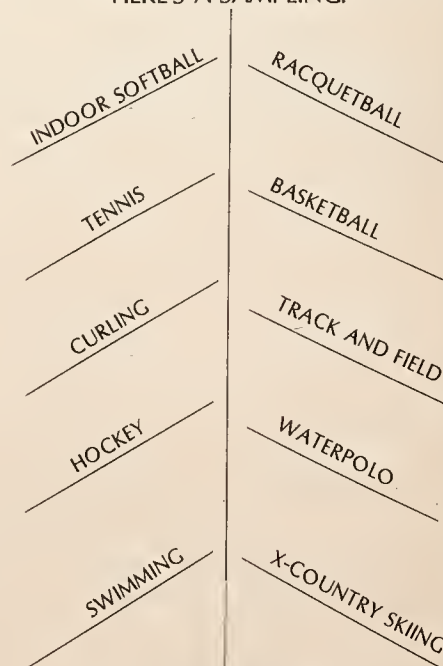 HERE'S A SAMPLING:
INDOOR SOFTBALL
RACQUETBALL
TENNIS
BASKETBALL
CURLING
TRACK AND FIELD
HOCKEY
WATERPOLO
SWIMMING
X-COUNTRY SKIING